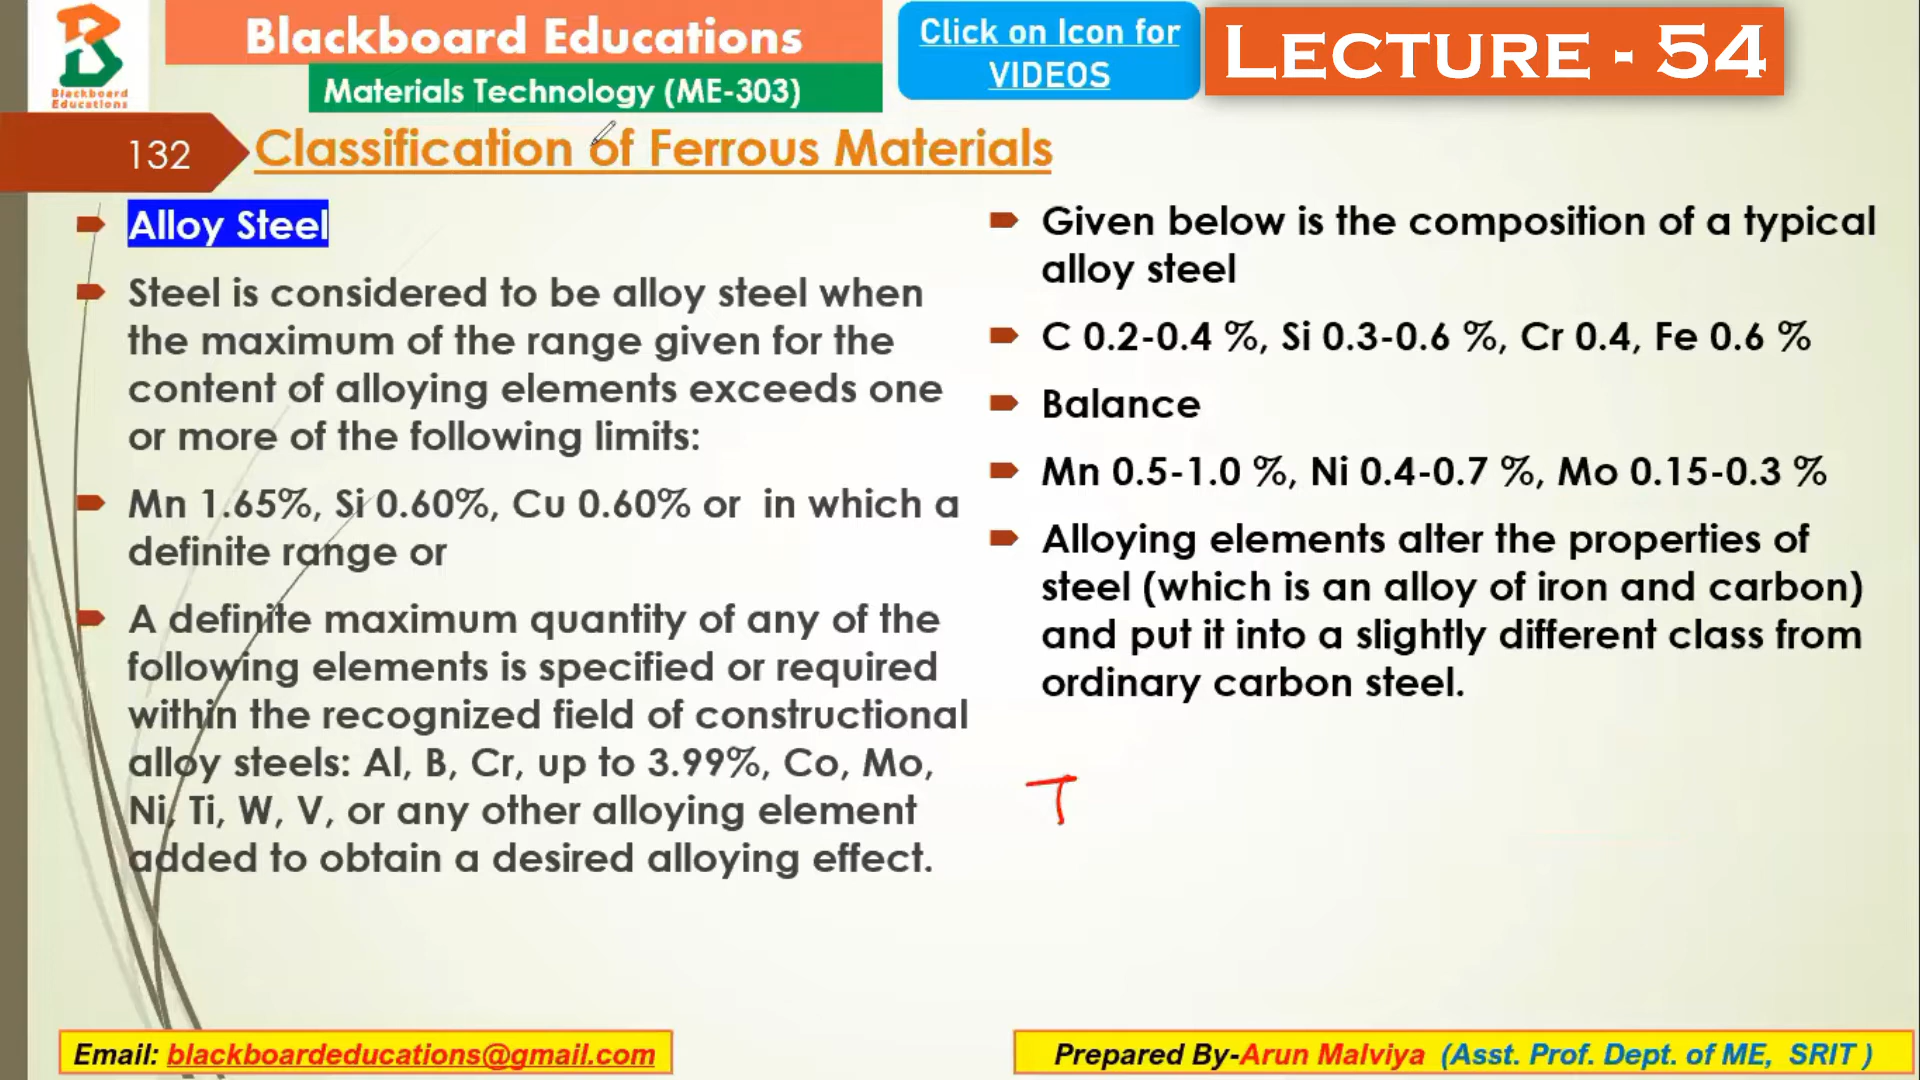 Blackboard
Educations
Blackboard Educations
Materials Technology (ME-303)
Click on Icon for
VIDEOS
LECTURE - 54
132
Classification of Ferrous Materials
Alloy Steel
Steel is considered to be alloy steel when
the maximum of the range given for the
content of alloying elements exceeds one
or more of the following limits:
Mn 1.65%, Si 0.60%, Cu 0.60% or in which a
definite range or
A definite maximum quantity of any of the
following elements is specified or required
within the recognized field of constructional
alloy steels: Al, B, Cr, up to 3.99%, Co, Mo,
Ni, Ti, W, V, or any other alloying element
added to obtain a desired alloying effect.
Given below is the composition of a typical
alloy steel
C 0.2-0.4 %, Si 0.3-0.6 %, Cr 0.4, Fe 0.6 %
Balance
Mn 0.5-1.0 %, Ni 0.4-0.7 %, Mo 0.15-0.3 %
Alloying elements alter the properties of
steel (which is an alloy of iron and carbon)
and put it into a slightly different class from
ordinary carbon steel.
T
Email: blackboardeducations@gmail.com
Prepared By-Arun Malviya (Asst. Prof. Dept. of ME, SRIT )